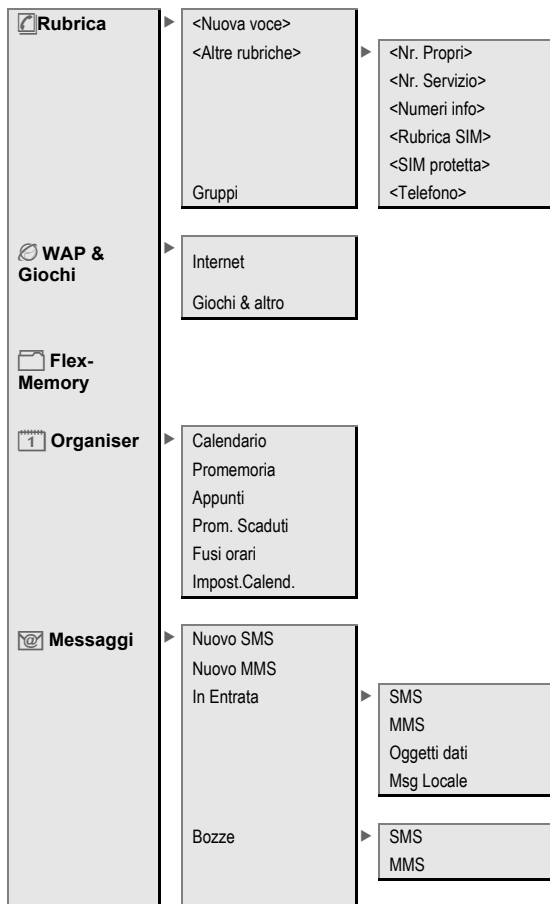 Rubrica
<Nuova voce>
<Altre rubriche>
<Nr. Propri>
<Nr. Servizio>
<Numeri info>
<Rubrica SIM>
<SIM protetta>
<Telefono>
Gruppi
WAP &
Giochi
Internet
Giochi & altro
Flex-
Memory
1 Organiser
Calendario
Promemoria
Appunti
Prom. Scaduti
Fusi orari
Impost.Calend.
@ Messaggi
Nuovo SMS
Nuovo MMS
In Entrata
SMS
MMS
Oggetti dati
Msg Locale
Bozze
SMS
MMS